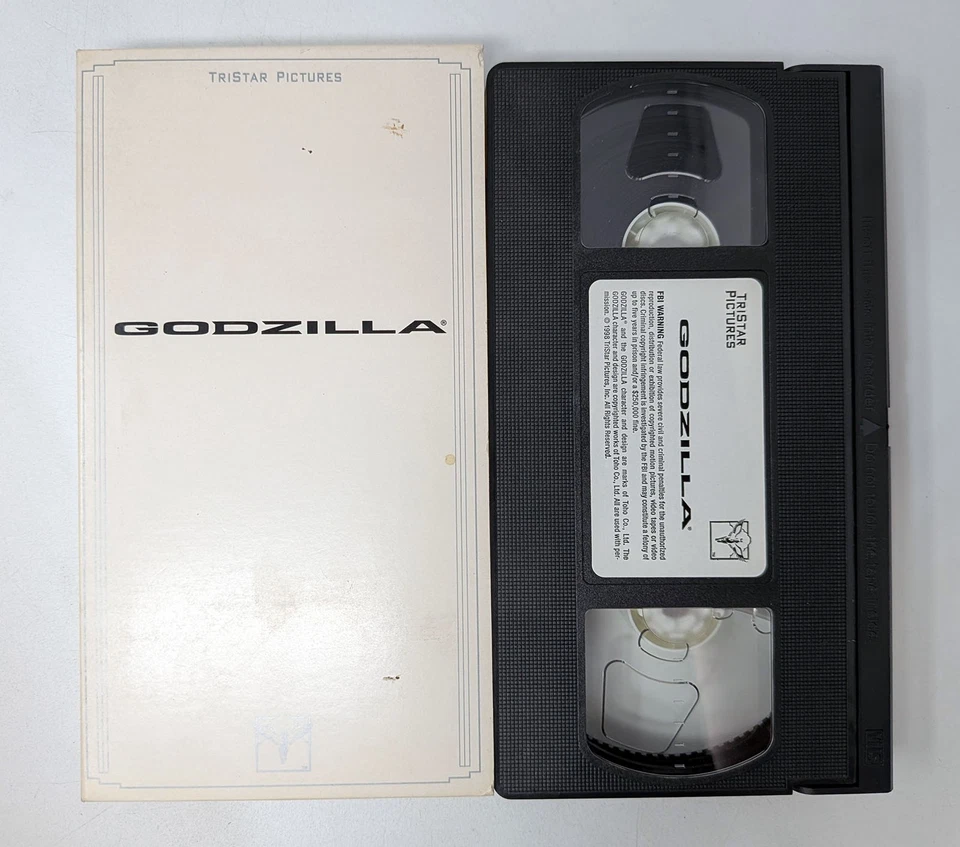 TRISTAR PICTURES
GODZILLA®
TRISTAR
PICTURES
GODZILLA®
FBI WARNING Federal law provides severe civil and criminal penalties for the unauthorized
reproduction, distribution or exhibition of copyrighted motion pictures, video tapes or video
discs. Criminal copyright infringement is investigated by the FBI and may constitute a felony of
up to five years in prison and/or a $250,000 fine.
GODZILLA® and the GODZILLA character and design are marks of Toho Co., Ltd. The
GODZILLA character and design are copyrighted works of Toho Co., Ltd. All are used with per-
mission. © 1998 TriStar Pictures, Inc. All Rights Reserved.